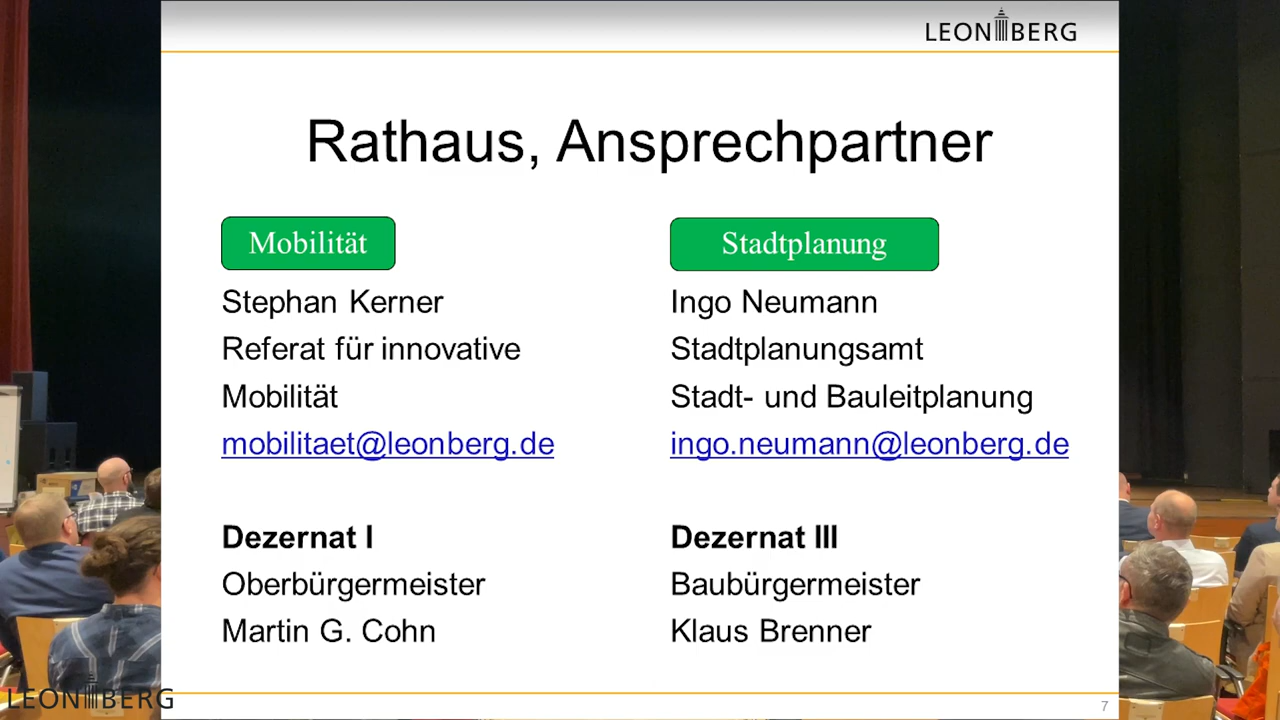 LEONBERG
Rathaus, Ansprechpartner
Mobilität
Stephan Kerner
Referat für innovative
Mobilität
mobilitaet@leonberg.de
Dezernat I
Oberbürgermeister
Martin G. Cohn
Stadtplanung
Ingo Neumann
Stadtplanungsamt
Stadt- und Bauleitplanung
ingo.neumann@leonberg.de
Dezernat III
Baubürgermeister
Klaus Brenner
LEONBERG
7